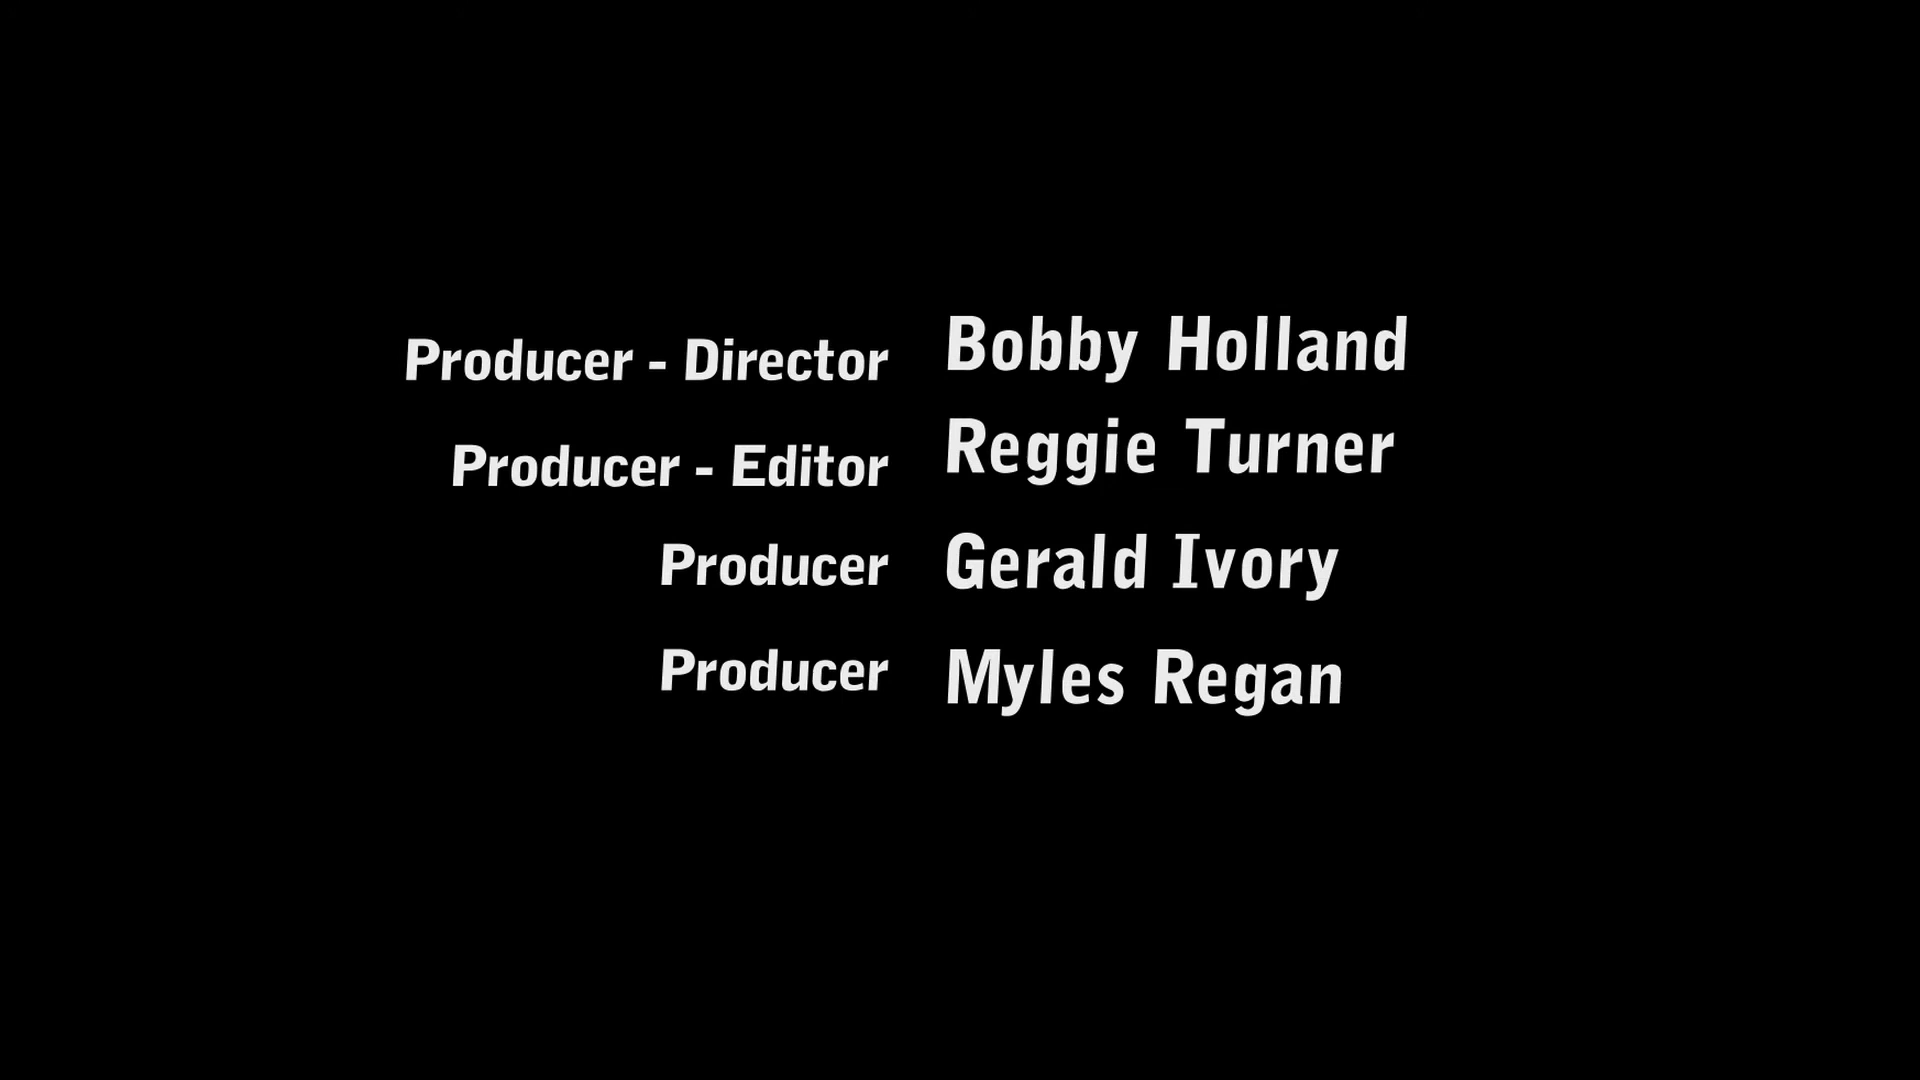 Producer - Director Bobby Holland
Producer - Editor Reggie Turner
Producer Gerald Ivory
Producer Myles Regan